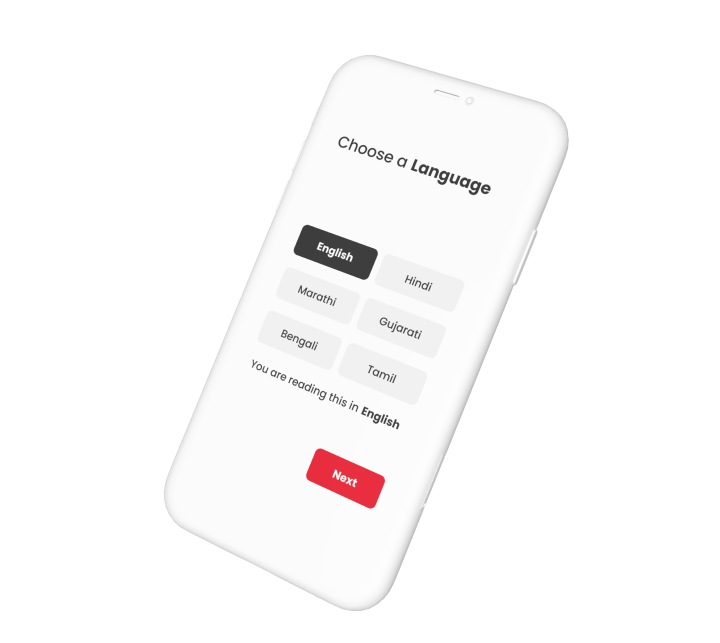 Choose a Language
English
Hindi
Marathi
Gujarati
Bengali
Tamil
You are reading this in English
Next